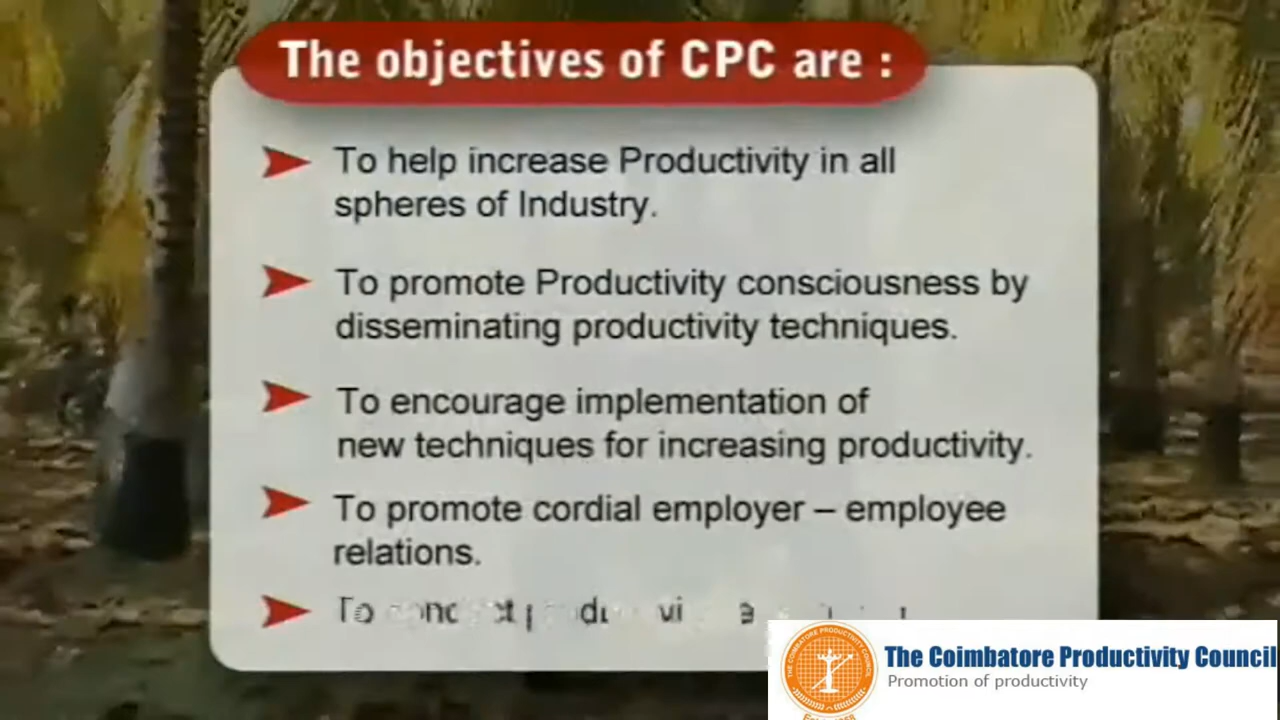 The objectives of CPC are :
To help increase Productivity in all
spheres of Industry.
To promote Productivity consciousness by
disseminating productivity techniques.
To encourage implementation of
new techniques for increasing productivity.
To promote cordial employer – employee
relations.
To
The Coimbatore Productivity Council
Promotion of productivity